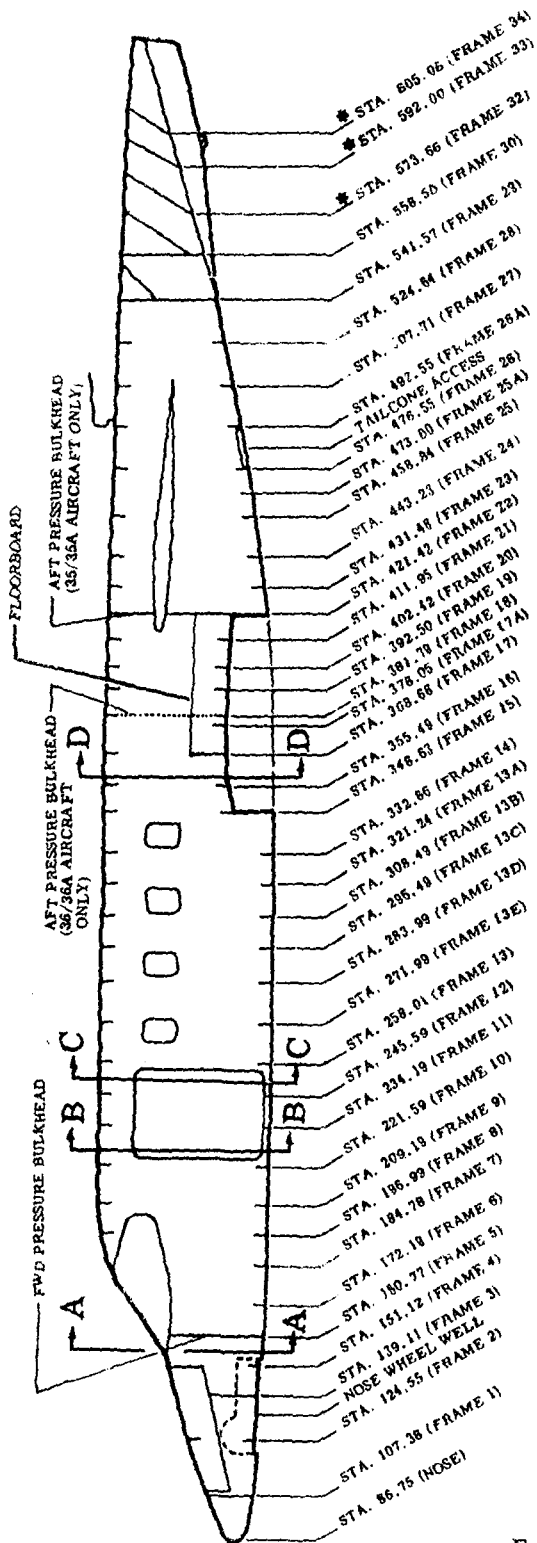 * STA. 605.06 (FRAME 34)
* STA. 592.00 (FRAME 33)
* STA. 573.66 (FRAME 32)
STA. 558.50 (FRAME 30)
STA. 541.57 (FRAME 29)
STA. 524.64 (FRAME 28)
STA. 07.71 (FRAME 27)
STA. 492.55 (FRAME 26A)
TAILCONE ACCESS
STA. 476.55 (FRAME 26)
STA. 473.00 (FRAME 25A)
STA. 458.84 (FRAME 25)
STA. 443.23 (FRAME 24)
STA. 431.48 (FRAME 23)
STA. 421.42 (FRAME 22)
STA. 411.95 (FRAME 21)
STA. 402.42 (FRAME 20)
STA. 392.50 (FRAME 19)
STA. 381.79 (FRAME 18)
STA. 378.05 (FRAME 17A)
STA. 368.68 (FRAME 17)
STA. 355.49 (FRAME 16)
STA. 348.63 (FRAME 15)
STA. 332.66 (FRAME 14)
STA. 321.24 (FRAME 13A)
STA. 308.49 (FRAME 13B)
STA. 295.49 (FRAME 13C)
STA. 283.99 (FRAME 13D)
STA. 271.99 (FRAME 13E)
STA. 258.01 (FRAME 13)
STA. 245.59 (FRAME 12)
STA. 234.19 (FRAME 11)
STA. 221.59 (FRAME 10)
STA. 209.19 (FRAME 9)
STA. 196.99 (FRAME 8)
STA. 184.78 (FRAME 7)
STA. 172.18 (FRAME 6)
STA. 160.77 (FRAME 5)
STA. 151.12 (FRAME 4)
STA. 139.11 (FRAME 3)
NOSE WHEEL WELL
STA. 124.55 (FRAME 2)
STA. 107.38 (FRAME 1)
STA. 86.75 (NOSE)
FWD PRESSURE BULKHEAD
AFT PRESSURE BULKHEAD
(36/36A AIRCRAFT
ONLY)
FLOORBOARD
AFT PRESSURE BULKHEAD
(35/36A AIRCRAFT ONLY)
A
A
B
B
C
C
D
D